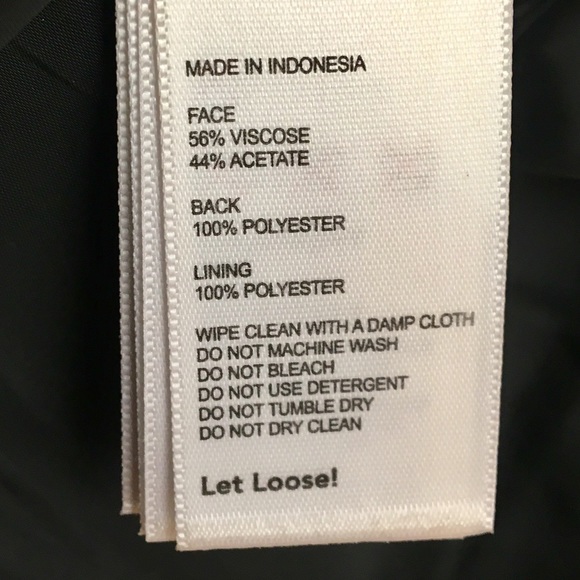 MADE IN INDONESIA
FACE
56% VISCOSE
44% ACETATE
BACK
100% POLYESTER
LINING
100% POLYESTER
WIPE CLEAN WITH A DAMP CLOTH
DO NOT MACHINE WASH
DO NOT BLEACH
DO NOT USE DETERGENT
DO NOT TUMBLE DRY
DO NOT DRY CLEAN
Let Loose!